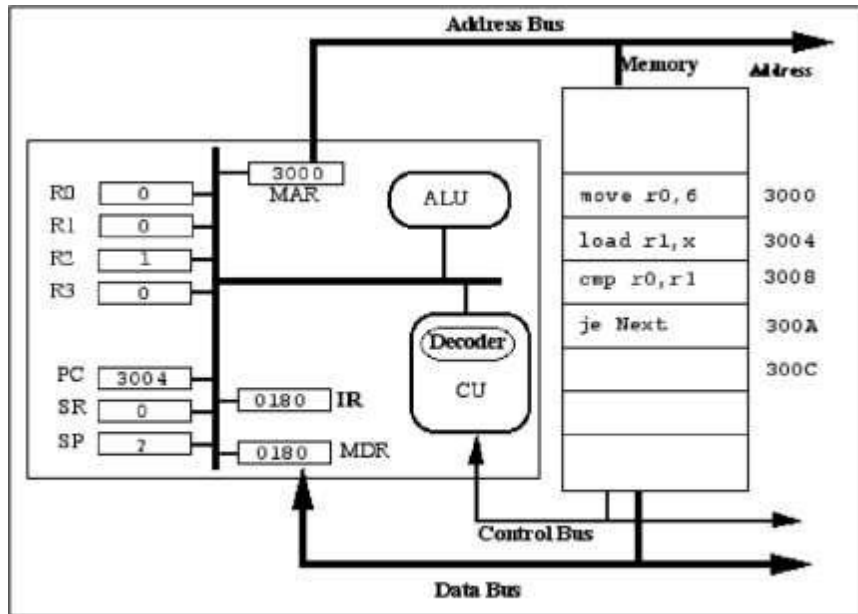 Address Bus
Memory Address
3000
MAR
ALU
R0 0
R1 0
R2 1
R3 0
move r0,6 3000
load r1,x 3004
cmp r0,r1 3008
je Next 300A
300C
Decoder
CU
PC 3004
SR 0
SP 2
0180 IR
0180 MDR
Control Bus
Data Bus